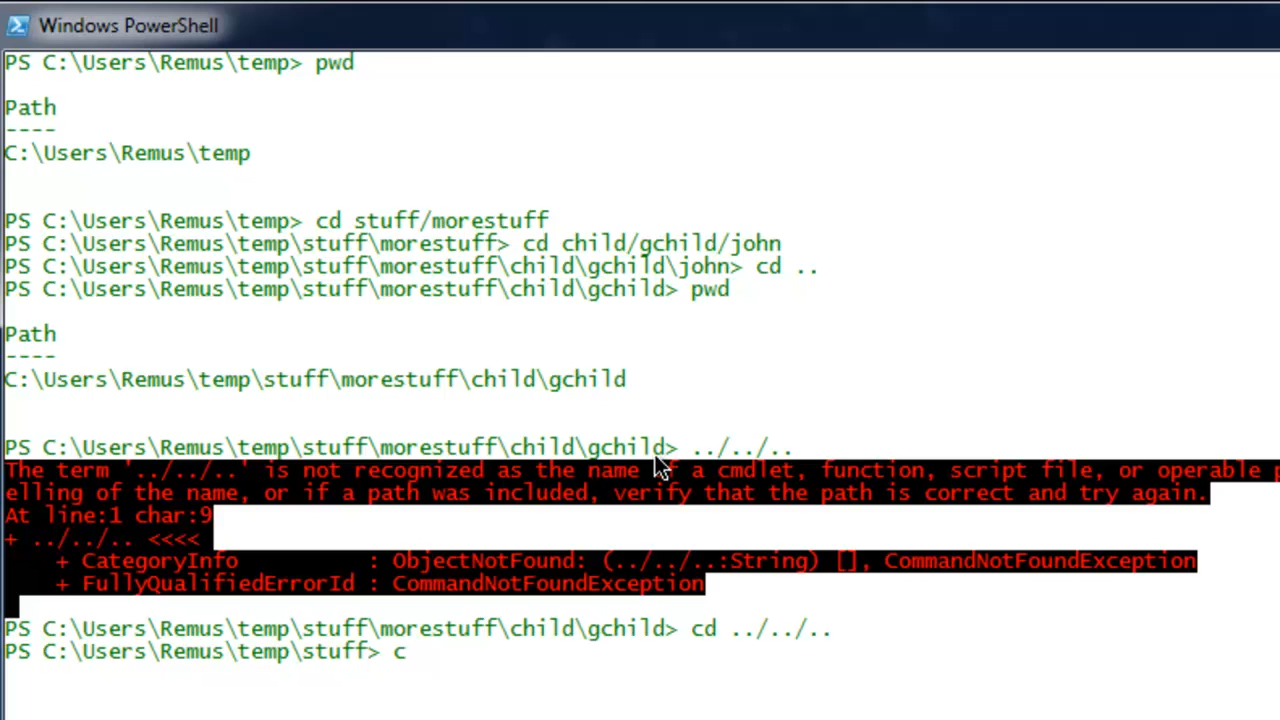 Windows PowerShell
PS C:\Users\Remus\temp> pwd
Path
----
C:\Users\Remus\temp
PS C:\Users\Remus\temp> cd stuff/morestuff
PS C:\Users\Remus\temp\stuff\morestuff> cd child/gchild/john
PS C:\Users\Remus\temp\stuff\morestuff\child\gchild\john> cd ..
PS C:\Users\Remus\temp\stuff\morestuff\child\gchild> pwd
Path
----
C:\Users\Remus\temp\stuff\morestuff\child\gchild
PS C:\Users\Remus\temp\stuff\morestuff\child\gchild> ../../..
The term '../../..' is not recognized as the name of a cmdlet, function, script file, or operable p
elling of the name, or if a path was included, verify that the path is correct and try again.
At line:1 char:9
+ ../../.. <<<<
+ CategoryInfo : ObjectNotFound: (../../..:String) [], CommandNotFoundException
+ FullyQualifiedErrorId : CommandNotFoundException
PS C:\Users\Remus\temp\stuff\morestuff\child\gchild> cd ../../..
PS C:\Users\Remus\temp\stuff> c